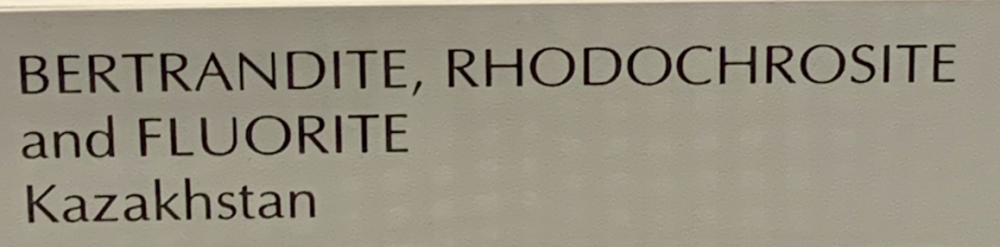 BERTRANDITE, RHODOCHROSITE
and FLUORITE
Kazakhstan